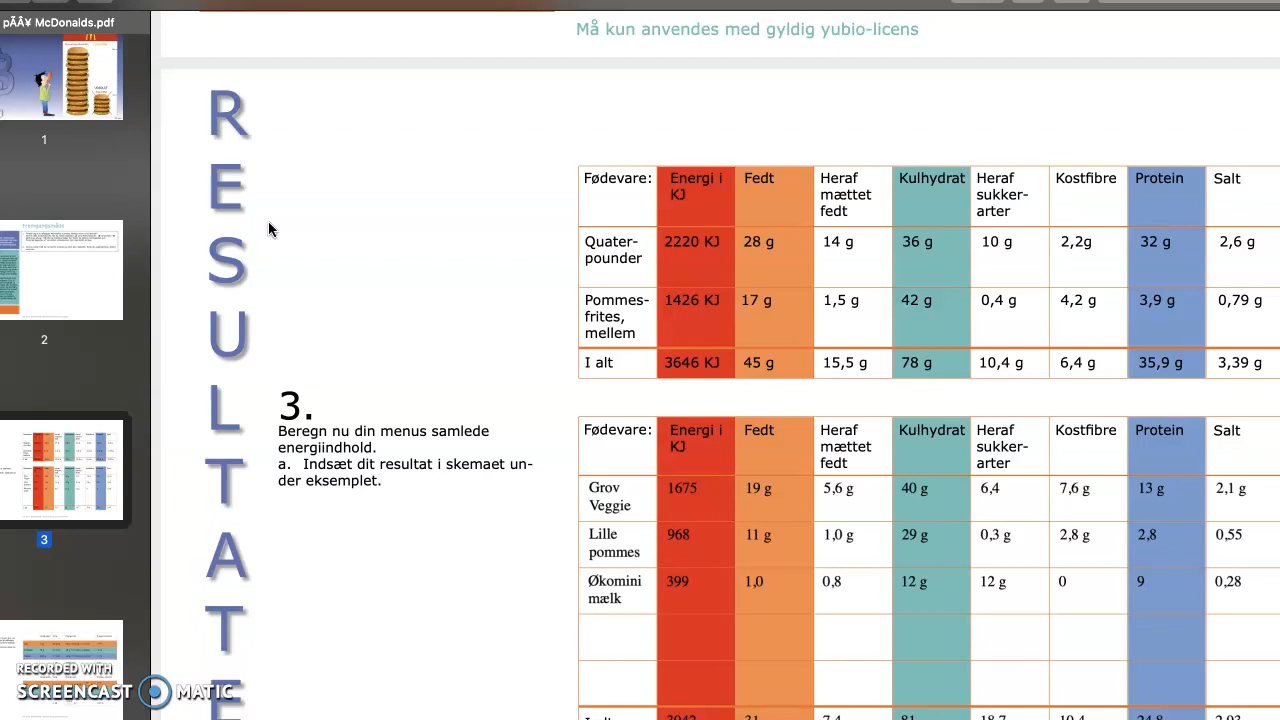 pÃÂ¥ McDonalds.pdf
Må kun anvendes med gyldig yubio-licens
1
2
3
R
E
S
U
L
T
A
T
E
3.
Beregn nu din menus samlede
energiindhold.
a. Indsæt dit resultat i skemaet un-
der eksemplet.
Fødevare: Energi i KJ Fedt Heraf mættet fedt Kulhydrat Heraf sukker-arter Kostfibre Protein Salt
Quater-pounder 2220 KJ 28 g 14 g 36 g 10 g 2,2g 32 g 2,6 g
Pommes-frites, mellem 1426 KJ 17 g 1,5 g 42 g 0,4 g 4,2 g 3,9 g 0,79 g
I alt 3646 KJ 45 g 15,5 g 78 g 10,4 g 6,4 g 35,9 g 3,39 g
Fødevare: Energi i KJ Fedt Heraf mættet fedt Kulhydrat Heraf sukker-arter Kostfibre Protein Salt
Grov Veggie 1675 19 g 5,6 g 40 g 6,4 7,6 g 13 g 2,1 g
Lille pommes 968 11 g 1,0 g 29 g 0,3 g 2,8 g 2,8 0,55
Økomini mælk 399 1,0 0,8 12 g 12 g 0 9 0,28
RECORDED WITH
SCREENCAST MATIC